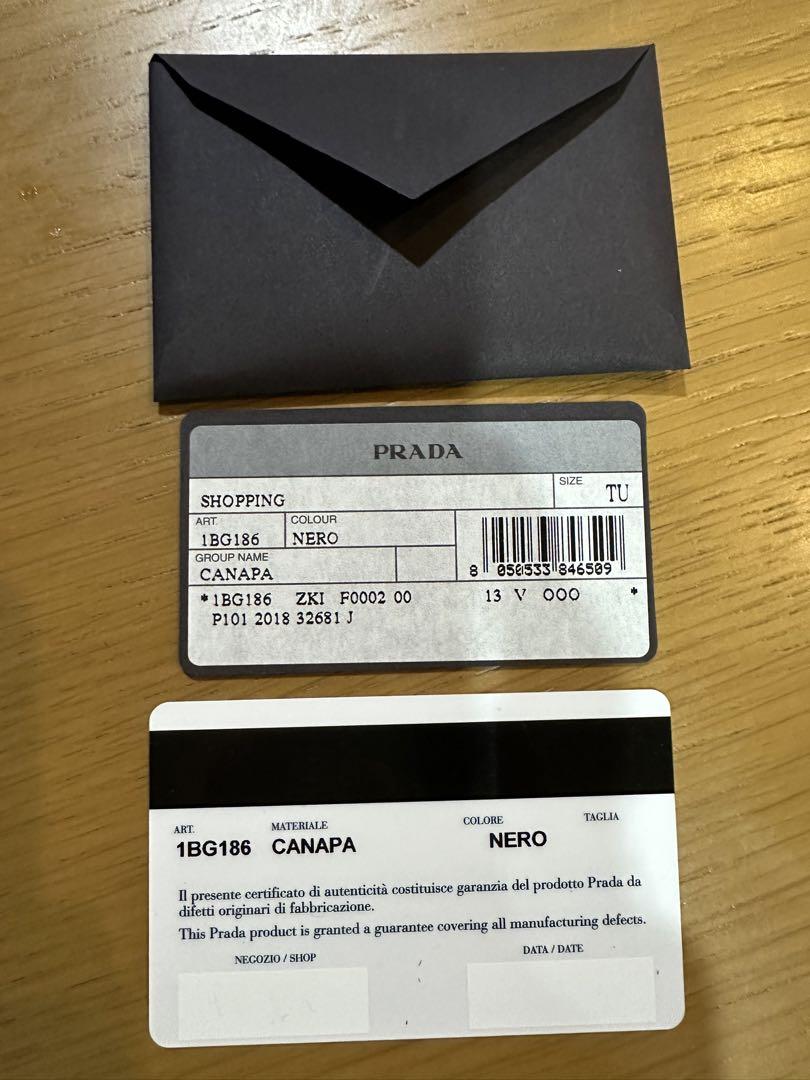 PRADA
SHOPPING SIZE TU
ART. COLOUR
1BG186 NERO
GROUP NAME
CANAPA 8 050533 846509
*1BG186 ZKI F0002 00 13 V OOO *
P101 2018 32681 J
ART. MATERIALE COLORE TAGLIA
1BG186 CANAPA NERO
Il presente certificato di autenticità costituisce garanzia del prodotto Prada da
difetti originari di fabbricazione.
This Prada product is granted a guarantee covering all manufacturing defects.
NEGOZIO / SHOP DATA / DATE